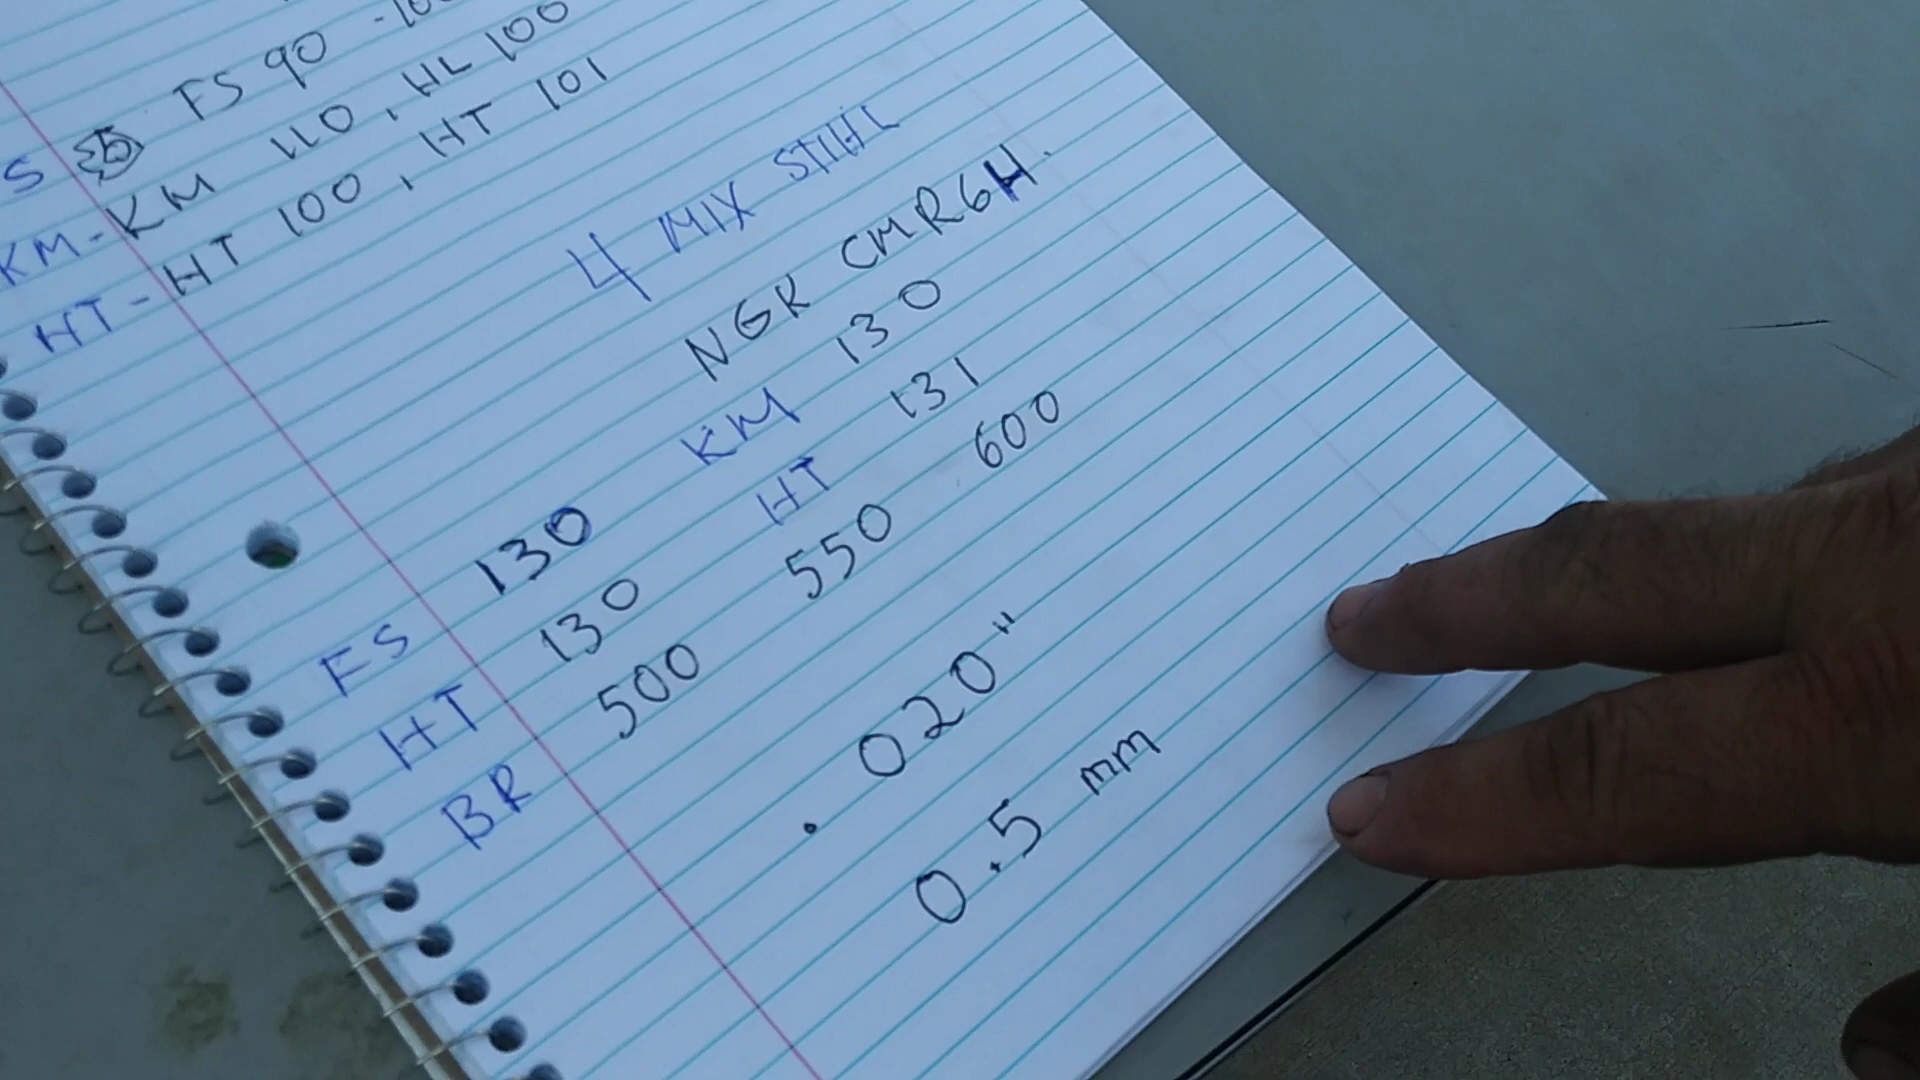 S FS 90 - 100
KM - KM 110, HL 100
HT - HT 100, HT 101
4 MIX STIHL
NGK CMR6H.
FS 130 KM 130
HT 130 HT 131
BR 500 550 600
.020"
0.5 mm